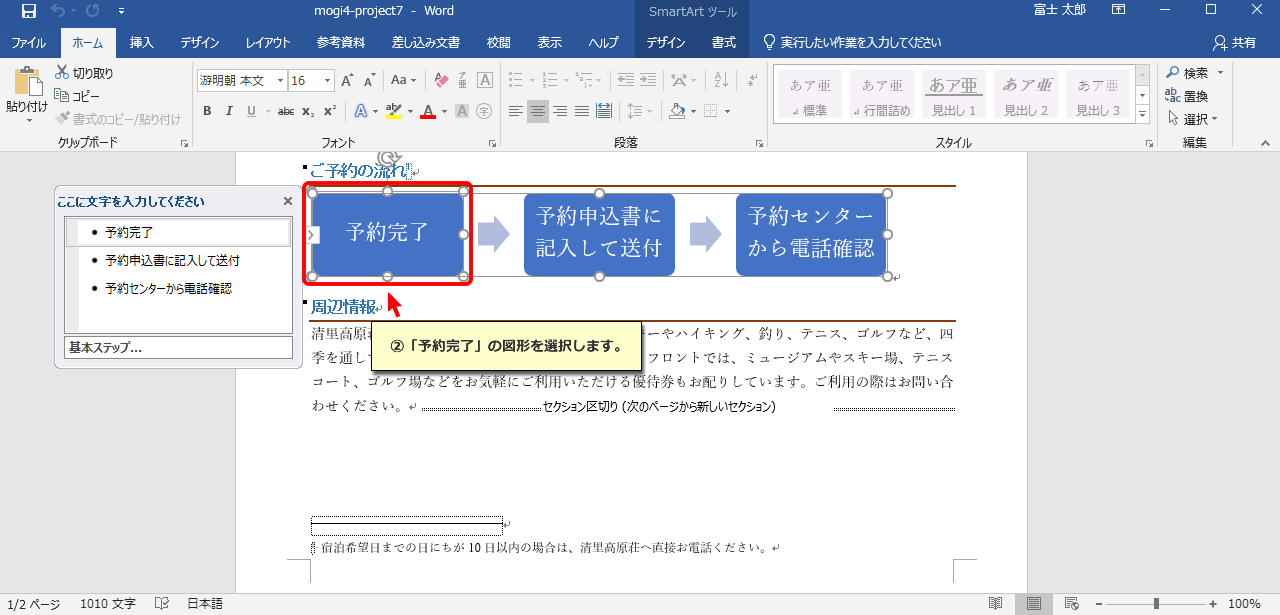 mogi4-project7 - Word
SmartArt ツール
富士 太郎
ファイル ホーム 挿入 デザイン レイアウト 参考資料 差し込み文書 校閲 表示 ヘルプ デザイン 書式 実行したい作業を入力してください 共有
貼り付け
切り取り
コピー
書式のコピー/貼り付け
クリップボード
游明朝 本文 16
フォント
段落
あア亜 あア亜 あア亜 あア亜 あア亜
↲標準 ↲行間詰め 見出し 1 見出し 2 見出し 3
スタイル
検索
置換
選択
編集
ご予約の流れ
ここに文字を入力してください
• 予約完了
• 予約申込書に記入して送付
• 予約センターから電話確認
基本ステップ...
予約完了
予約申込書に
記入して送付
予約センター
から電話確認
周辺情報
②「予約完了」の図形を選択します。
清里高原 ーやハイキング、釣り、テニス、ゴルフなど、四
季を通し フロントでは、ミュージアムやスキー場、テニス
コート、ゴルフ場などをお気軽にご利用いただける優待券もお配りしています。ご利用の際はお問い合
わせください。
セクション区切り (次のページから新しいセクション)
宿泊希望日までの日にちが 10 日以内の場合は、清里高原荘へ直接お電話ください。
1/2 ページ 1010 文字 日本語 100%